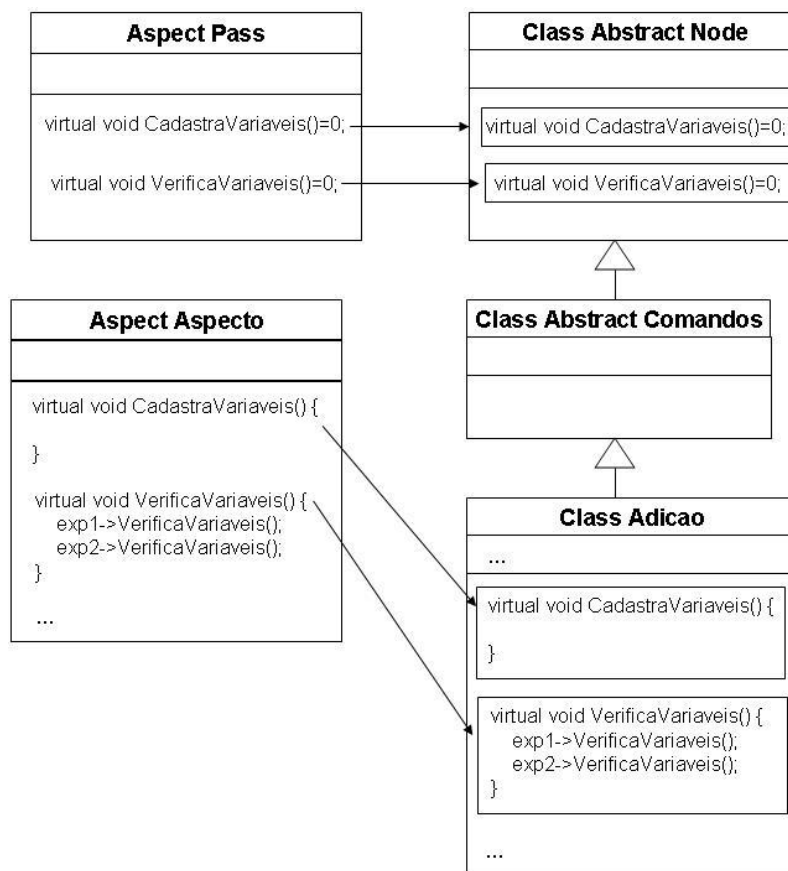 Aspect Pass
virtual void CadastraVariaveis()=0;
virtual void VerificaVariaveis()=0;
Class Abstract Node
virtual void CadastraVariaveis()=0;
virtual void VerificaVariaveis()=0;
Aspect Aspecto
virtual void CadastraVariaveis() {
}
virtual void VerificaVariaveis() {
exp1->VerificaVariaveis();
exp2->VerificaVariaveis();
}
...
Class Abstract Comandos
Class Adicao
...
virtual void CadastraVariaveis() {
}
virtual void VerificaVariaveis() {
exp1->VerificaVariaveis();
exp2->VerificaVariaveis();
}
...